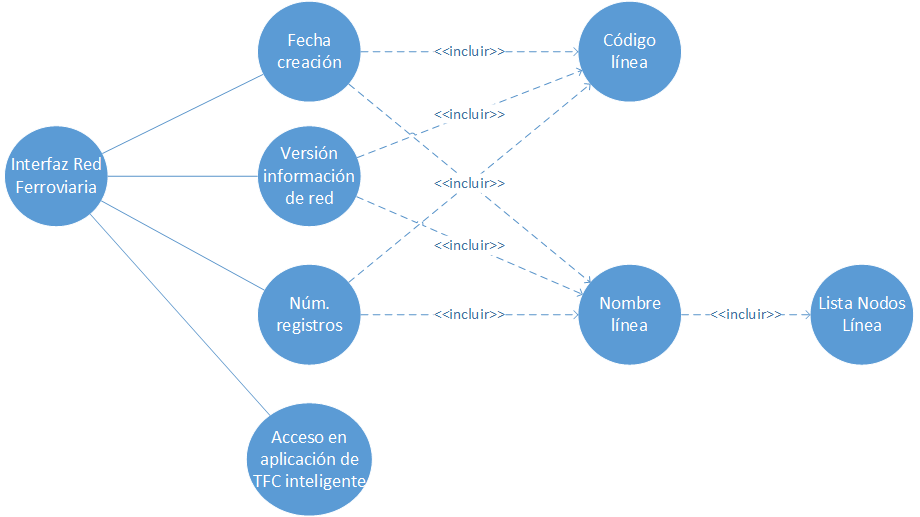 Fecha
creación
<<incluir>>
Código
línea
<<incluir>>
Interfaz Red
Ferroviaria
Versión
información
de red
<<incluir>>
<<incluir>>
Núm.
registros
<<incluir>>
Nombre
línea
<<incluir>>
Lista Nodos
Línea
Acceso en
aplicación de
TFC inteligente